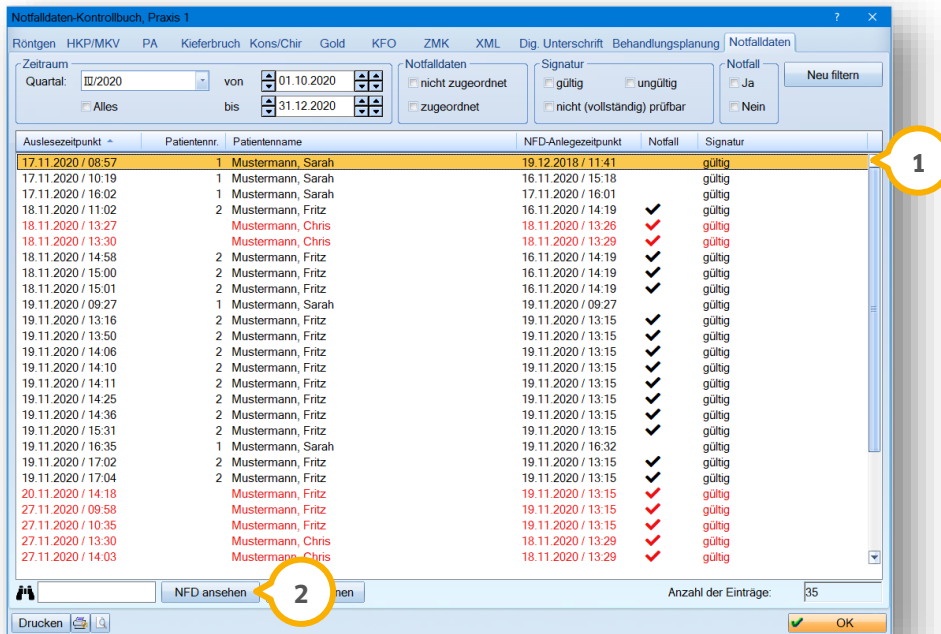 Notfalldaten-Kontrollbuch, Praxis 1 ?
Röntgen HKP/MKV PA Kieferbruch Kons/Chir Gold KFO ZMK XML Dig. Unterschrift Behandlungsplanung Notfalldaten
Zeitraum Notfalldaten Signatur Notfall
Quartal: IV/2020 von 01.10.2020 nicht zugeordnet gültig ungültig Ja Neu filtern
Alles bis 31.12.2020 zugeordnet nicht (vollständig) prüfbar Nein
Auslesezeitpunkt Patientennr. Patientenname NFD-Anlegezeitpunkt Notfall Signatur
17.11.2020 / 08:57 1 Mustermann, Sarah 19.12.2018 / 11:41 gültig 1
17.11.2020 / 10:19 1 Mustermann, Sarah 16.11.2020 / 15:18 gültig
17.11.2020 / 16:02 1 Mustermann, Sarah 17.11.2020 / 16:01 gültig
18.11.2020 / 11:02 2 Mustermann, Fritz 16.11.2020 / 14:19 ✔ gültig
18.11.2020 / 13:27 Mustermann, Chris 18.11.2020 / 13:26 ✔ gültig
18.11.2020 / 13:30 Mustermann, Chris 18.11.2020 / 13:29 ✔ gültig
18.11.2020 / 14:58 2 Mustermann, Fritz 16.11.2020 / 14:19 ✔ gültig
18.11.2020 / 15:00 2 Mustermann, Fritz 16.11.2020 / 14:19 ✔ gültig
18.11.2020 / 15:01 2 Mustermann, Fritz 16.11.2020 / 14:19 ✔ gültig
19.11.2020 / 09:27 1 Mustermann, Sarah 19.11.2020 / 09:27 gültig
19.11.2020 / 13:16 2 Mustermann, Fritz 19.11.2020 / 13:15 ✔ gültig
19.11.2020 / 13:50 2 Mustermann, Fritz 19.11.2020 / 13:15 ✔ gültig
19.11.2020 / 14:06 2 Mustermann, Fritz 19.11.2020 / 13:15 ✔ gültig
19.11.2020 / 14:10 2 Mustermann, Fritz 19.11.2020 / 13:15 ✔ gültig
19.11.2020 / 14:11 2 Mustermann, Fritz 19.11.2020 / 13:15 ✔ gültig
19.11.2020 / 14:25 2 Mustermann, Fritz 19.11.2020 / 13:15 ✔ gültig
19.11.2020 / 14:36 2 Mustermann, Fritz 19.11.2020 / 13:15 ✔ gültig
19.11.2020 / 15:31 2 Mustermann, Fritz 19.11.2020 / 13:15 ✔ gültig
19.11.2020 / 16:35 1 Mustermann, Sarah 19.11.2020 / 16:32 gültig
19.11.2020 / 17:02 2 Mustermann, Fritz 19.11.2020 / 13:15 ✔ gültig
19.11.2020 / 17:04 2 Mustermann, Fritz 19.11.2020 / 13:15 ✔ gültig
20.11.2020 / 14:18 Mustermann, Fritz 19.11.2020 / 13:15 ✔ gültig
27.11.2020 / 09:58 Mustermann, Fritz 19.11.2020 / 13:15 ✔ gültig
27.11.2020 / 10:35 Mustermann, Fritz 19.11.2020 / 13:15 ✔ gültig
27.11.2020 / 13:30 Mustermann, Chris 18.11.2020 / 13:29 ✔ gültig
27.11.2020 / 14:03 Mustermann, Chris 18.11.2020 / 13:29 ✔ gültig
NFD ansehen 2 Anzahl der Einträge: 35
Drucken OK